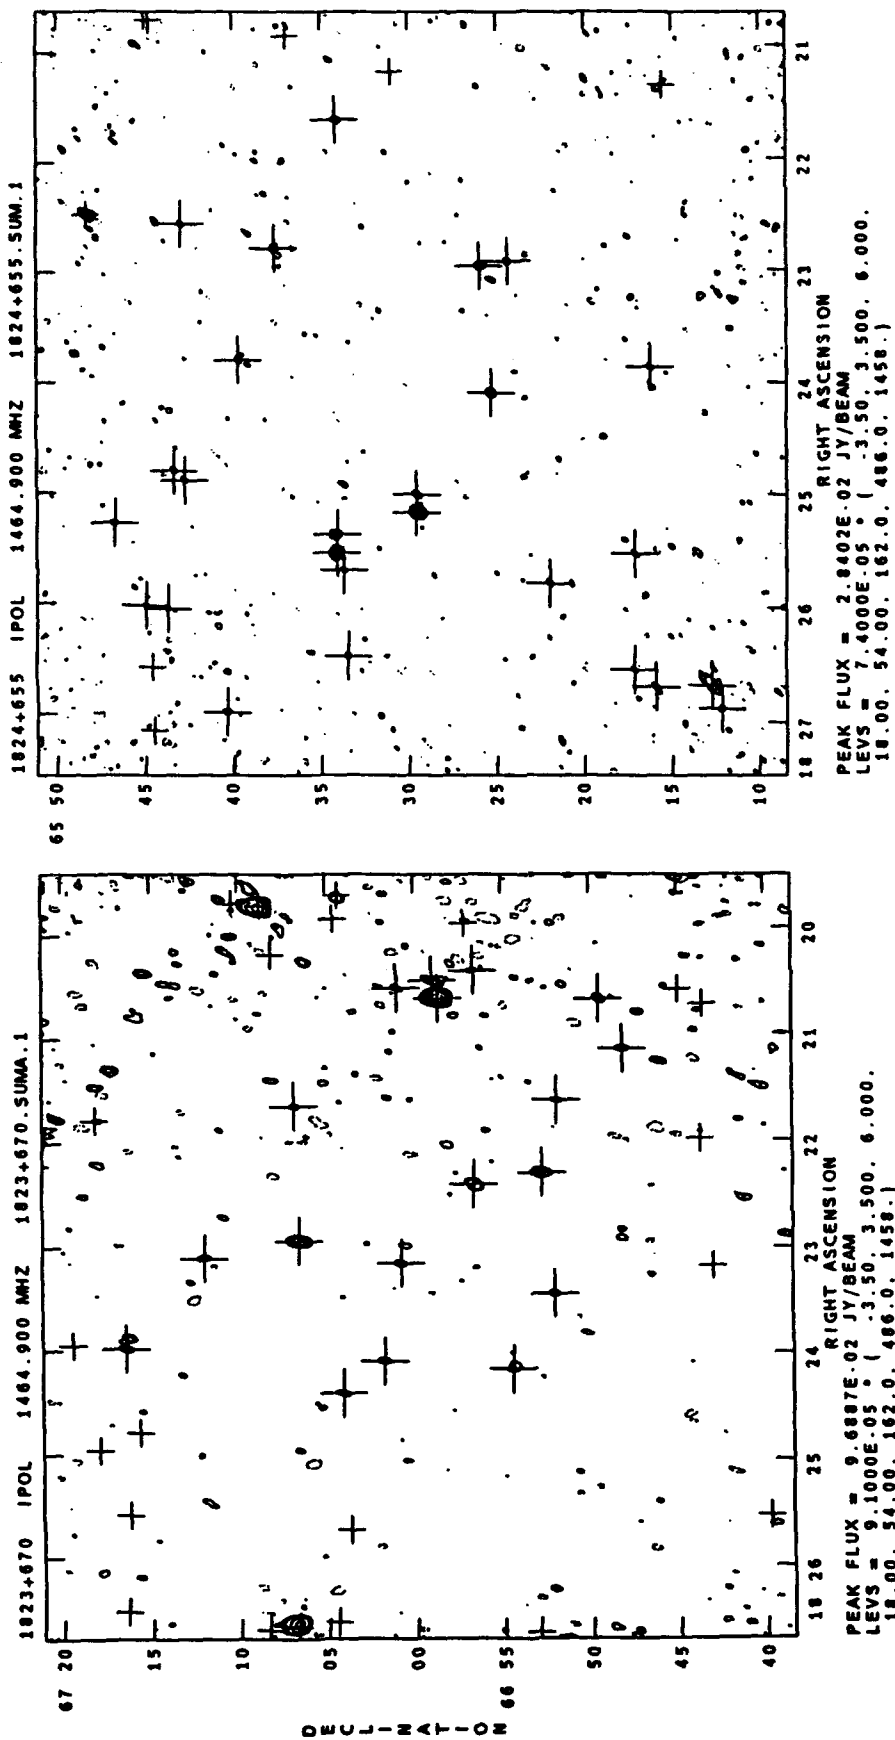 1823+670 IPOL 1464.900 MHZ 1823+670.SUMA.1
67 20
15
10
05
00
66 55
50
45
40
DECLINATION
18 26 25 24 23 22 21 20
RIGHT ASCENSION
PEAK FLUX = 9.6887E-02 JY/BEAM
LEVS = 9.1000E-05 * ( -3.50, 3.500, 6.000,
18.00, 54.00, 162.0, 486.0, 1458.)
1824+655 IPOL 1464.900 MHZ 1824+655.SUM.1
65 50
45
40
35
30
25
20
15
10
18 27 26 25 24 23 22 21
RIGHT ASCENSION
PEAK FLUX = 2.8402E-02 JY/BEAM
LEVS = 7.4000E-05 * ( -3.50, 3.500, 6.000,
18.00, 54.00, 162.0, 486.0, 1458.)